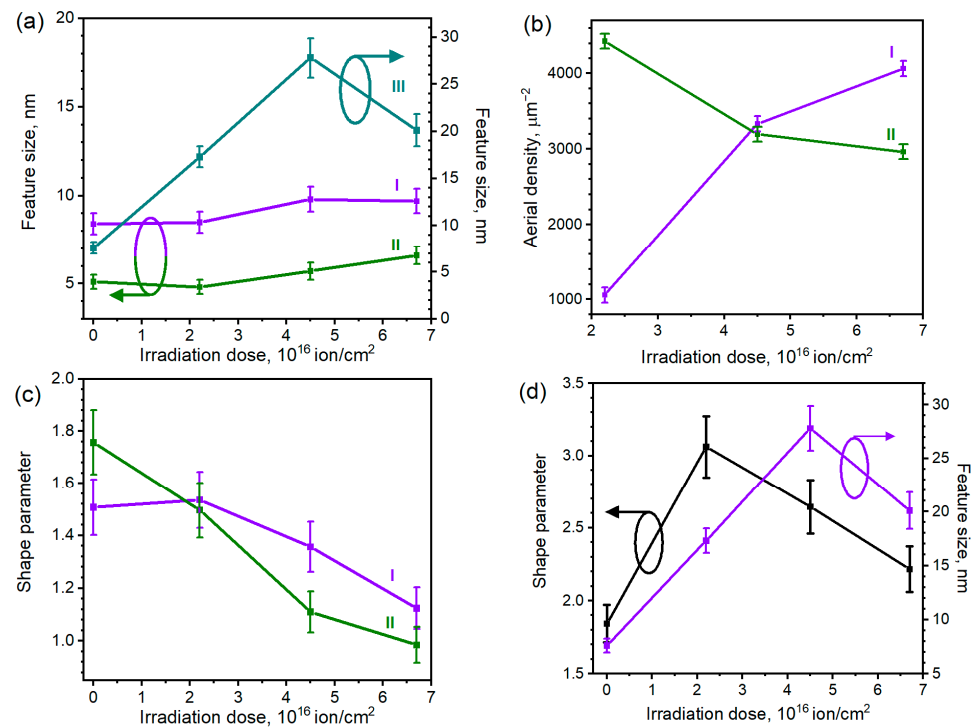 (a)
Feature size, nm
20
15
10
5
III
I
II
30
25
20
15
10
5
0
Feature size, nm
0 1 2 3 4 5 6 7
Irradiation dose, 10¹⁶ ion/cm²
(b)
Aerial density, μm⁻²
4000
3000
2000
1000
I
II
2 3 4 5 6 7
Irradiation dose, 10¹⁶ ion/cm²
(c)
Shape parameter
2.0
1.8
1.6
1.4
1.2
1.0
I
II
0 1 2 3 4 5 6 7
Irradiation dose, 10¹⁶ ion/cm²
(d)
Shape parameter
3.5
3.0
2.5
2.0
1.5
30
25
20
15
10
5
Feature size, nm
0 1 2 3 4 5 6 7
Irradiation dose, 10¹⁶ ion/cm²